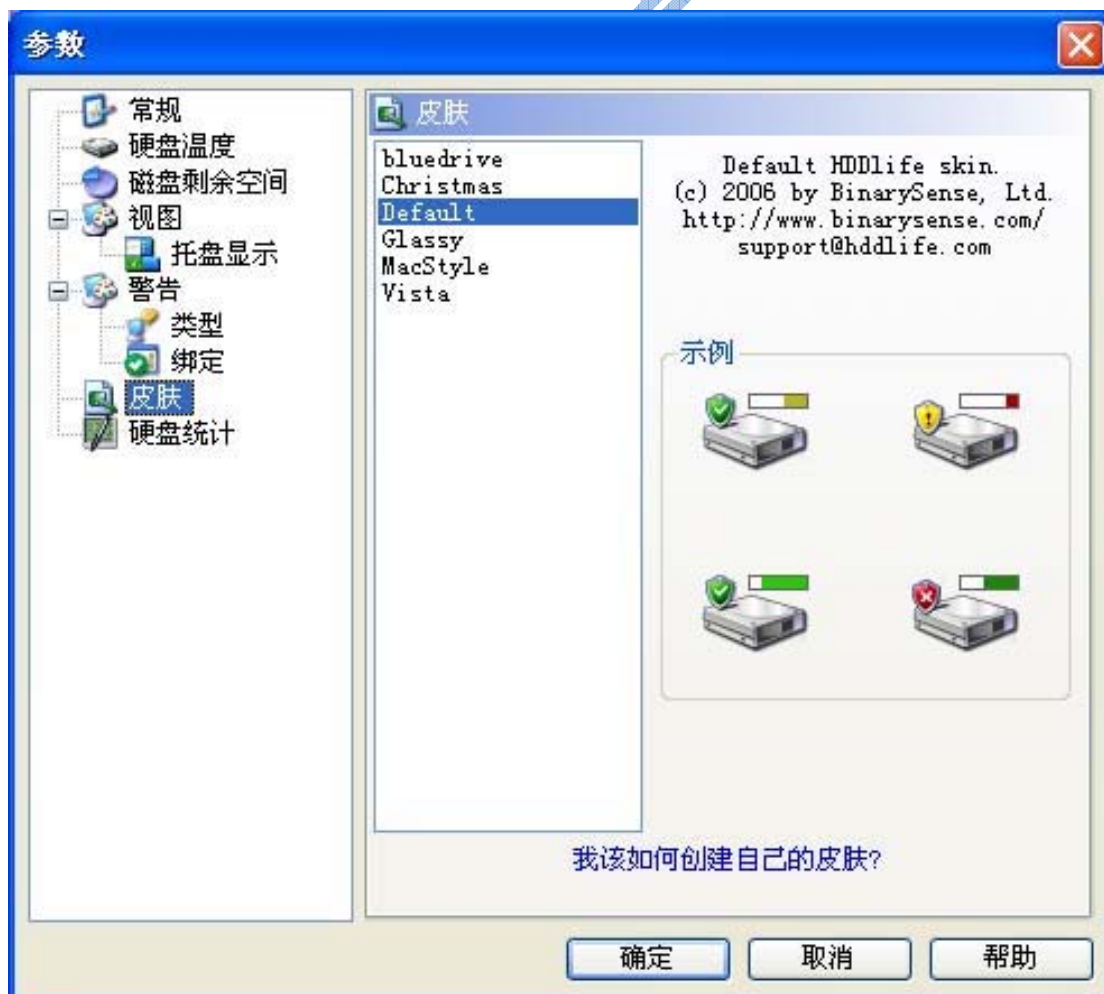 参数
常规
硬盘温度
磁盘剩余空间
视图
托盘显示
警告
类型
绑定
皮肤
硬盘统计
皮肤
bluedrive
Christmas
Default
Glassy
MacStyle
Vista
Default HDDlife skin.
(c) 2006 by BinarySense, Ltd.
http://www.binarysense.com/
support@hddlife.com
示例
我该如何创建自己的皮肤?
确定
取消
帮助